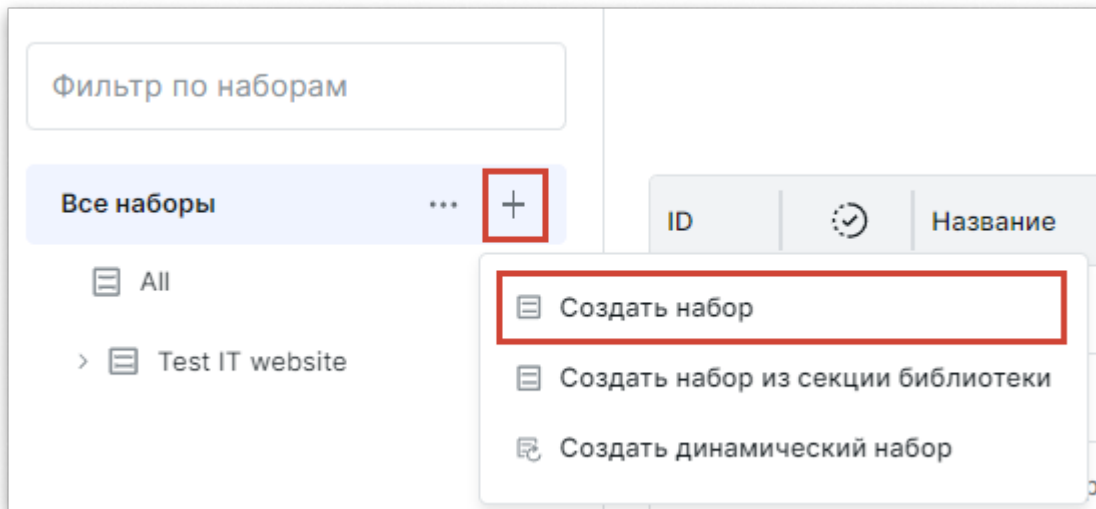 Фильтр по наборам
Все наборы
ID
Название
All
Создать набор
Test IT website
Создать набор из секции библиотеки
Создать динамический набор